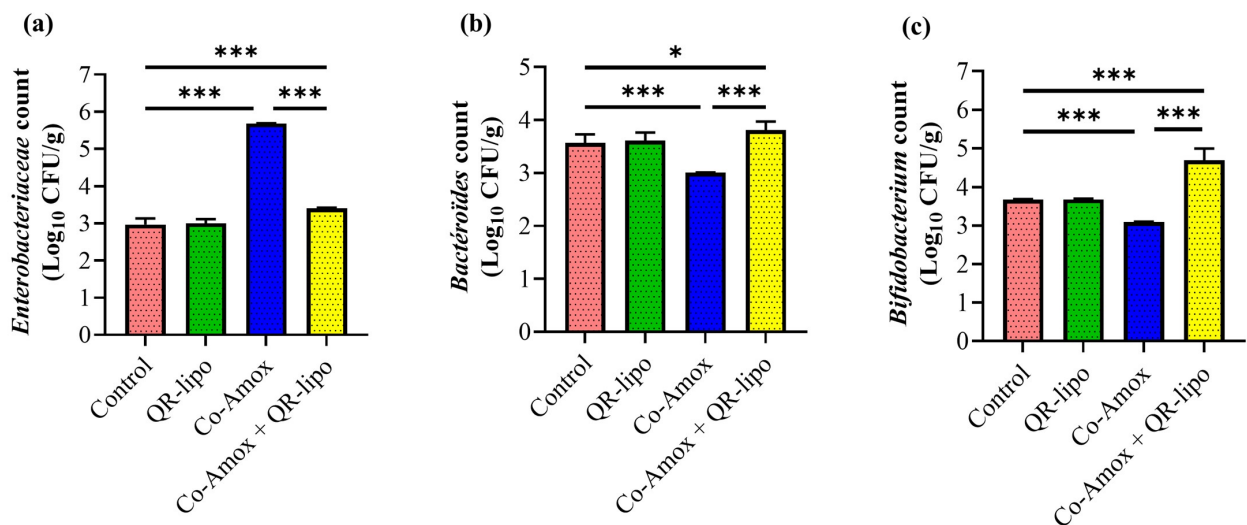 (a)
Enterobacteriaceae count
(Log10 CFU/g)
7
6
5
4
3
2
1
0
***
***
***
Control
QR-lipo
Co-Amox
Co-Amox + QR-lipo
(b)
Bactéroïdes count
(Log10 CFU/g)
5
4
3
2
1
0
*
***
***
Control
QR-lipo
Co-Amox
Co-Amox + QR-lipo
(c)
Bifidobacterium count
(Log10 CFU/g)
7
6
5
4
3
2
1
0
***
***
***
Control
QR-lipo
Co-Amox
Co-Amox + QR-lipo